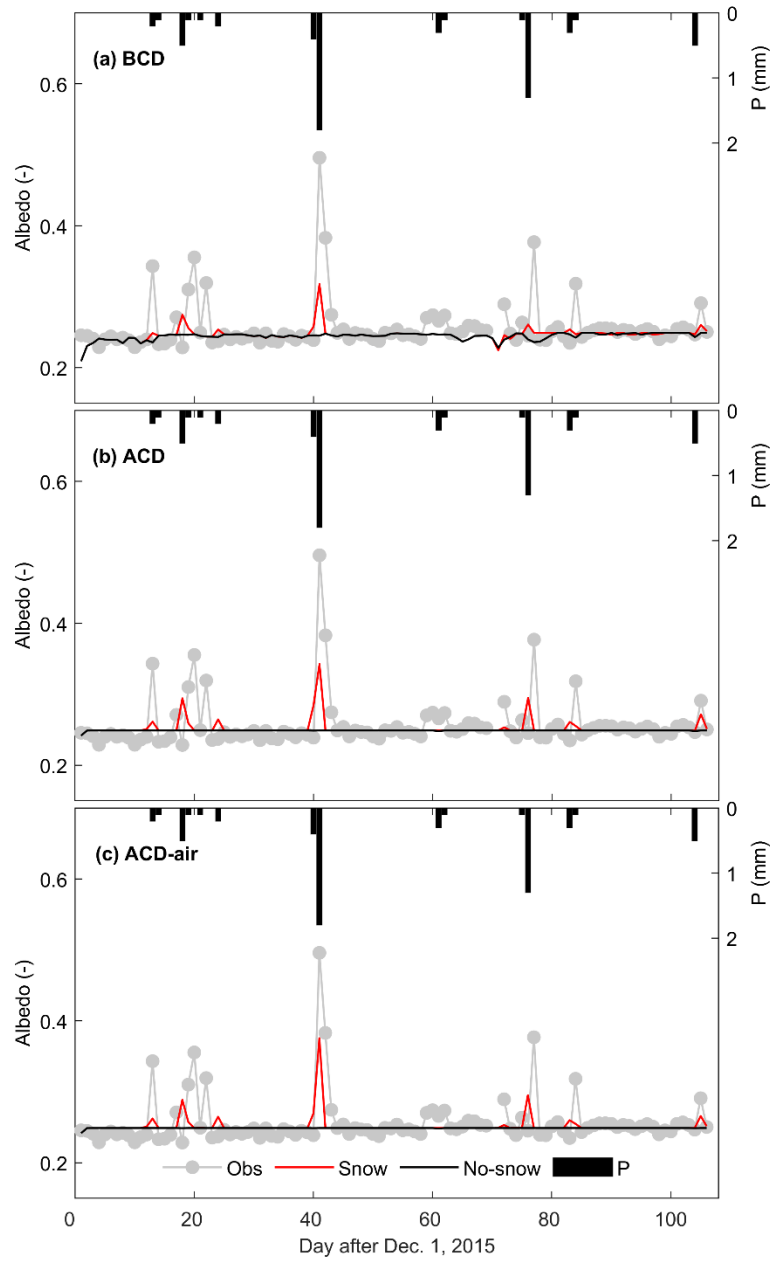 0
(a) BCD
0.6
1
P (mm)
2
Albedo (-)
0.4
0.2
0
(b) ACD
0.6
1
P (mm)
2
Albedo (-)
0.4
0.2
0
(c) ACD-air
0.6
1
P (mm)
2
Albedo (-)
0.4
0.2
Obs Snow No-snow P
0 20 40 60 80 100
Day after Dec. 1, 2015